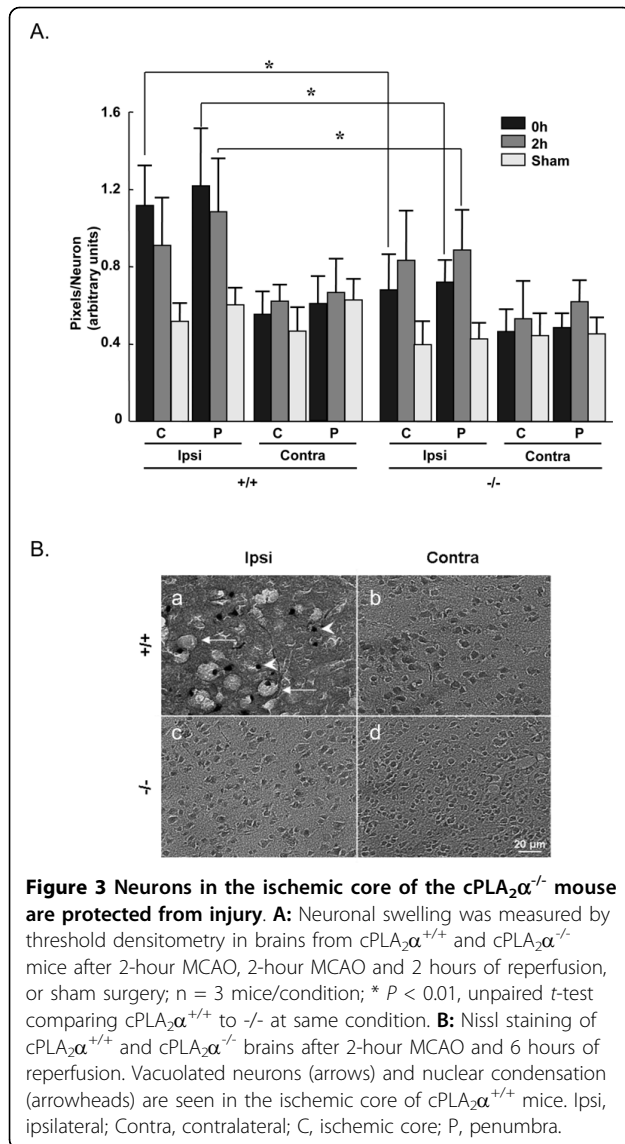 A.
*
*
*
1.6
1.2
0.8
0.4
0
Pixels/Neuron
(arbitrary units)
0h
2h
Sham
C P C P C P C P
Ipsi Contra Ipsi Contra
+/+ -/-
B.
Ipsi Contra
+/+
a b
-/-
c d
20 µm
Figure 3 Neurons in the ischemic core of the cPLA₂α⁻/⁻ mouse
are protected from injury. A: Neuronal swelling was measured by
threshold densitometry in brains from cPLA₂α⁺/⁺ and cPLA₂α⁻/⁻
mice after 2-hour MCAO, 2-hour MCAO and 2 hours of reperfusion,
or sham surgery; n = 3 mice/condition; * P < 0.01, unpaired t-test
comparing cPLA₂α⁺/⁺ to -/- at same condition. B: Nissl staining of
cPLA₂α⁺/⁺ and cPLA₂α⁻/⁻ brains after 2-hour MCAO and 6 hours of
reperfusion. Vacuolated neurons (arrows) and nuclear condensation
(arrowheads) are seen in the ischemic core of cPLA₂α⁺/⁺ mice. Ipsi,
ipsilateral; Contra, contralateral; C, ischemic core; P, penumbra.